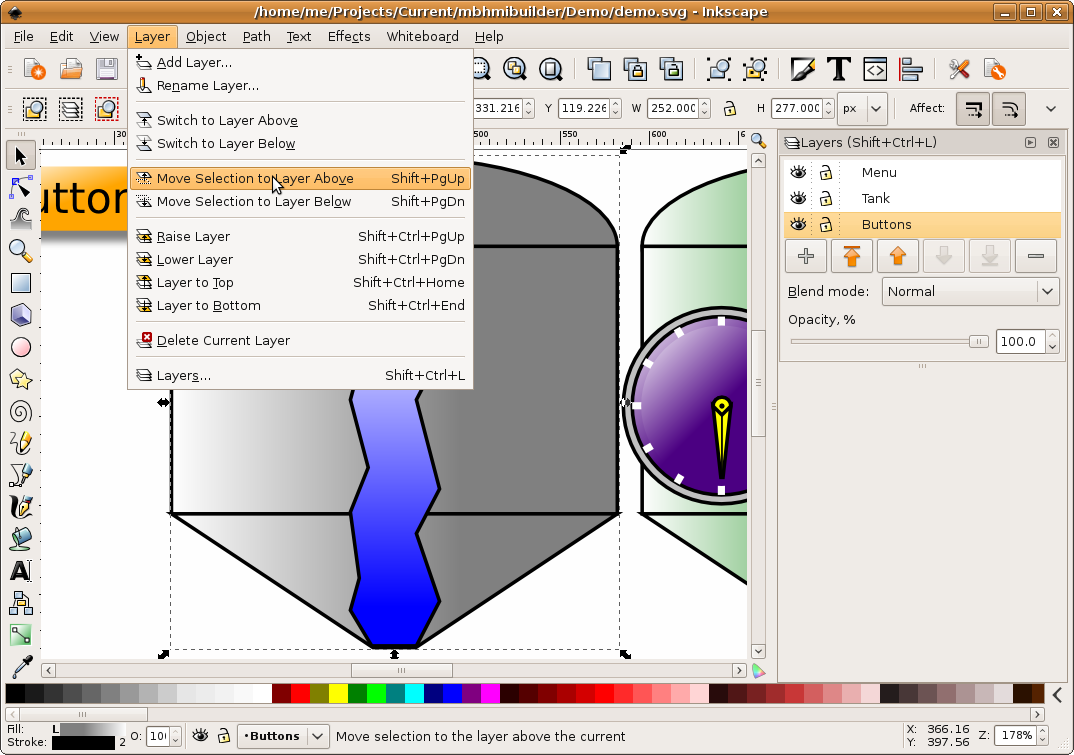 /home/me/Projects/Current/mbhmibuilder/Demo/demo.svg - Inkscape
File Edit View Layer Object Path Text Effects Whiteboard Help
Add Layer...
Rename Layer...
Switch to Layer Above
Switch to Layer Below
Move Selection to Layer Above Shift+PgUp
Move Selection to Layer Below Shift+PgDn
Raise Layer Shift+Ctrl+PgUp
Lower Layer Shift+Ctrl+PgDn
Layer to Top Shift+Ctrl+Home
Layer to Bottom Shift+Ctrl+End
Delete Current Layer
Layers... Shift+Ctrl+L
331.216 Y 119.226 W 252.000 H 277.000 px Affect:
500 550 600
utton
Layers (Shift+Ctrl+L)
Menu
Tank
Buttons
Blend mode: Normal
Opacity, %
100.0
Fill: L
Stroke: 2
O: 10
•Buttons
Move selection to the layer above the current
X: 366.16
Y: 397.56
Z: 178%